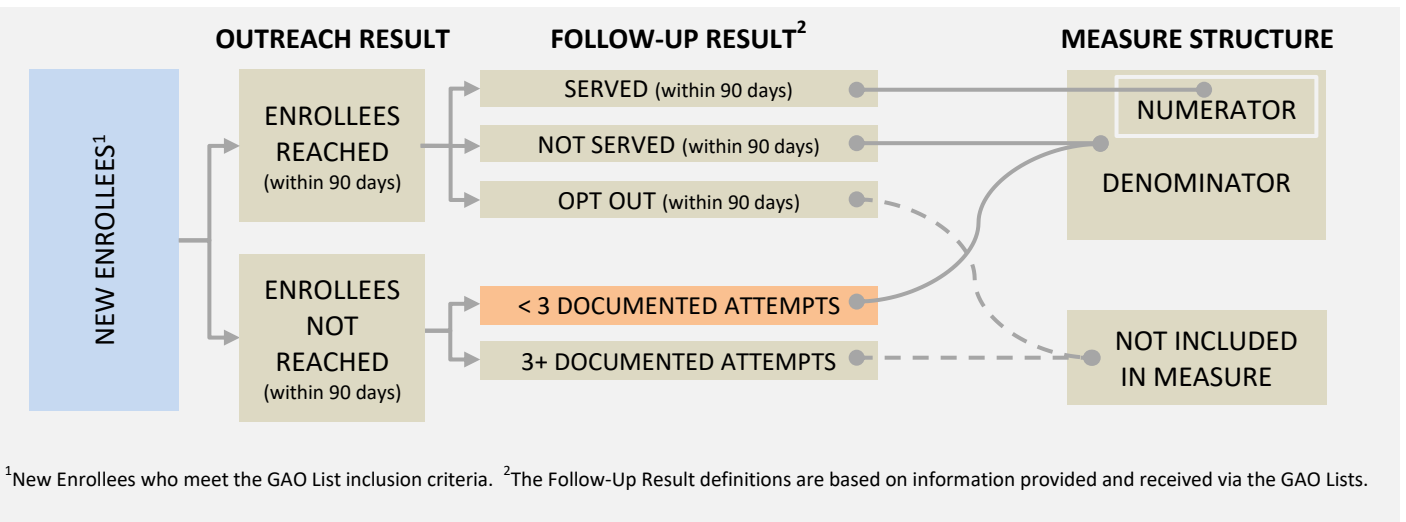 OUTREACH RESULT
FOLLOW-UP RESULT2
MEASURE STRUCTURE
NEW ENROLLEES1
ENROLLEES
REACHED
(within 90 days)
SERVED (within 90 days)
NOT SERVED (within 90 days)
OPT OUT (within 90 days)
NUMERATOR
DENOMINATOR
ENROLLEES
NOT
REACHED
(within 90 days)
< 3 DOCUMENTED ATTEMPTS
3+ DOCUMENTED ATTEMPTS
NOT INCLUDED
IN MEASURE
1New Enrollees who meet the GAO List inclusion criteria. 2The Follow-Up Result definitions are based on information provided and received via the GAO Lists.